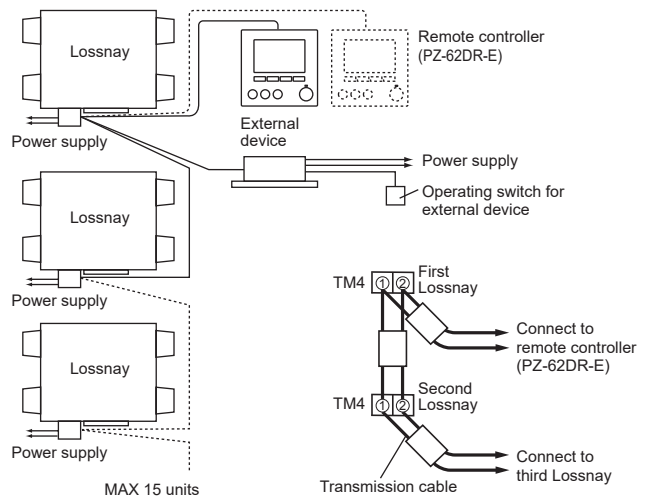 Lossnay
Remote controller
(PZ-62DR-E)
Power supply
External
device
Power supply
Operating switch for
external device
Lossnay
Power supply
TM4
1
2
First
Lossnay
Connect to
remote controller
(PZ-62DR-E)
Lossnay
TM4
1
2
Second
Lossnay
Power supply
Connect to
third Lossnay
MAX 15 units
Transmission cable